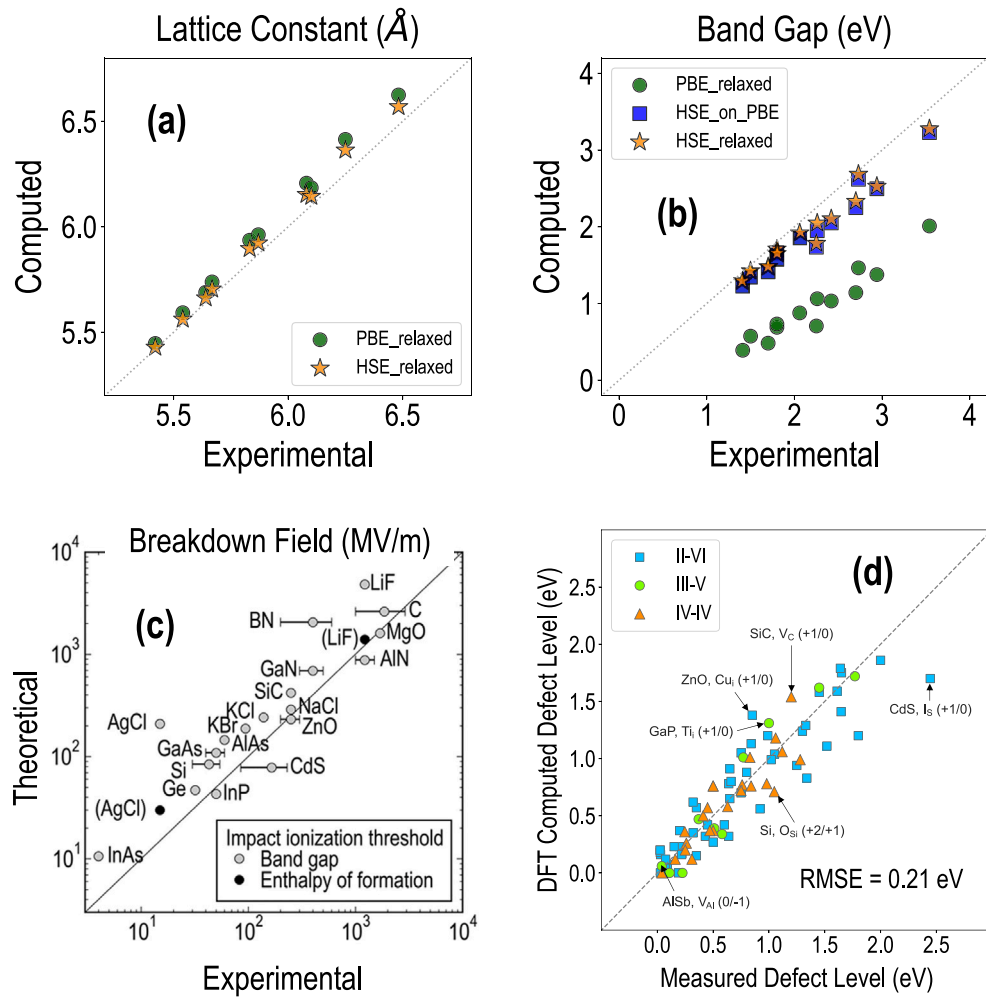 Lattice Constant (Å)
(a)
6.5
6.0
5.5
Computed
PBE_relaxed
HSE_relaxed
5.5 6.0 6.5
Experimental
Band Gap (eV)
PBE_relaxed
HSE_on_PBE
HSE_relaxed
(b)
4
3
2
1
0
Computed
0 1 2 3 4
Experimental
Breakdown Field (MV/m)
(c)
10⁴
10³
10²
10¹
Theoretical
LiF
C
BN
(LiF)
MgO
AlN
GaN
SiC
NaCl
KCl
ZnO
AgCl
KBr
AlAs
GaAs
Si
CdS
Ge
InP
(AgCl)
InAs
Impact ionization threshold
Band gap
Enthalpy of formation
10¹ 10² 10³ 10⁴
Experimental
II-VI
III-V
IV-IV
(d)
2.5
2.0
1.5
1.0
0.5
0.0
DFT Computed Defect Level (eV)
SiC, V_C (+1/0)
ZnO, Cu_i (+1/0)
GaP, Ti_i (+1/0)
CdS, I_S (+1/0)
Si, O_Si (+2/+1)
AlSb, V_Al (0/-1)
RMSE = 0.21 eV
0.0 0.5 1.0 1.5 2.0 2.5
Measured Defect Level (eV)